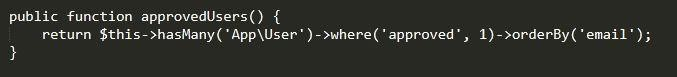 public function approvedUsers() {
    return $this->hasMany('App\User')->where('approved', 1)->orderBy('email');
}